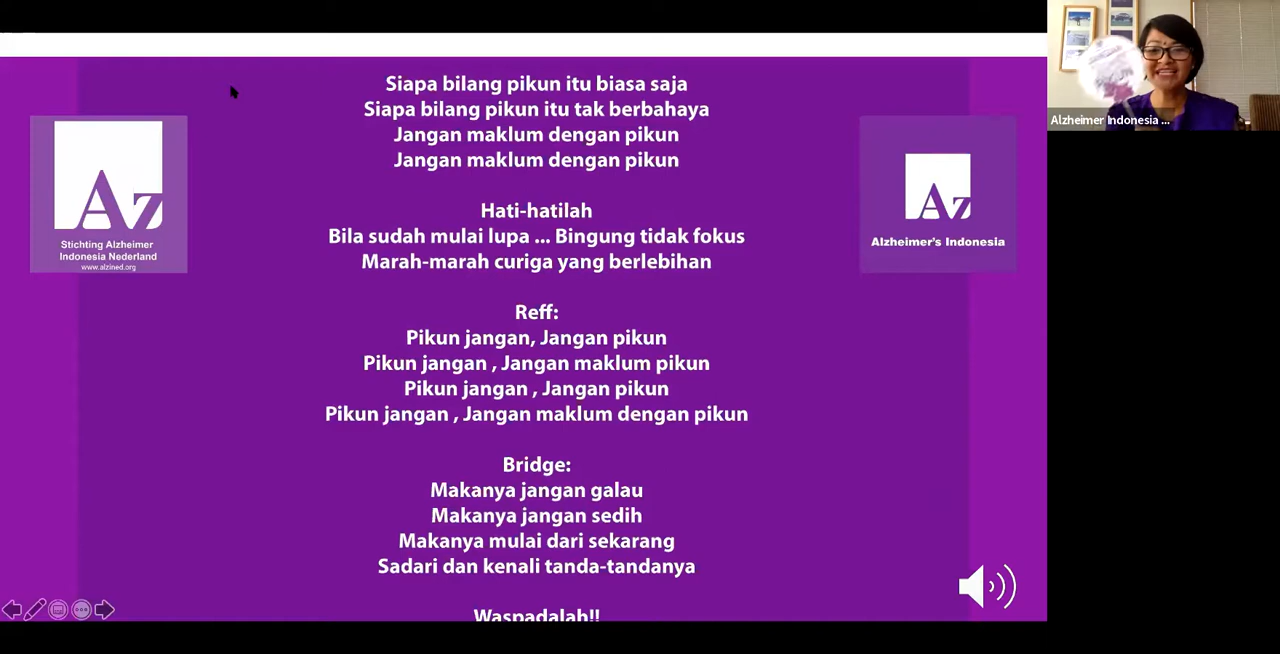 Siapa bilang pikun itu biasa saja
Siapa bilang pikun itu tak berbahaya
Jangan maklum dengan pikun
Jangan maklum dengan pikun
Hati-hatilah
Bila sudah mulai lupa ... Bingung tidak fokus
Marah-marah curiga yang berlebihan
Reff:
Pikun jangan, Jangan pikun
Pikun jangan , Jangan maklum pikun
Pikun jangan , Jangan pikun
Pikun jangan , Jangan maklum dengan pikun
Bridge:
Makanya jangan galau
Makanya jangan sedih
Makanya mulai dari sekarang
Sadari dan kenali tanda-tandanya
Waspadalah!!
Az
Stichting Alzheimer
Indonesia Nederland
www.alzined.org
Az
Alzheimer's Indonesia
Alzheimer Indonesia ...